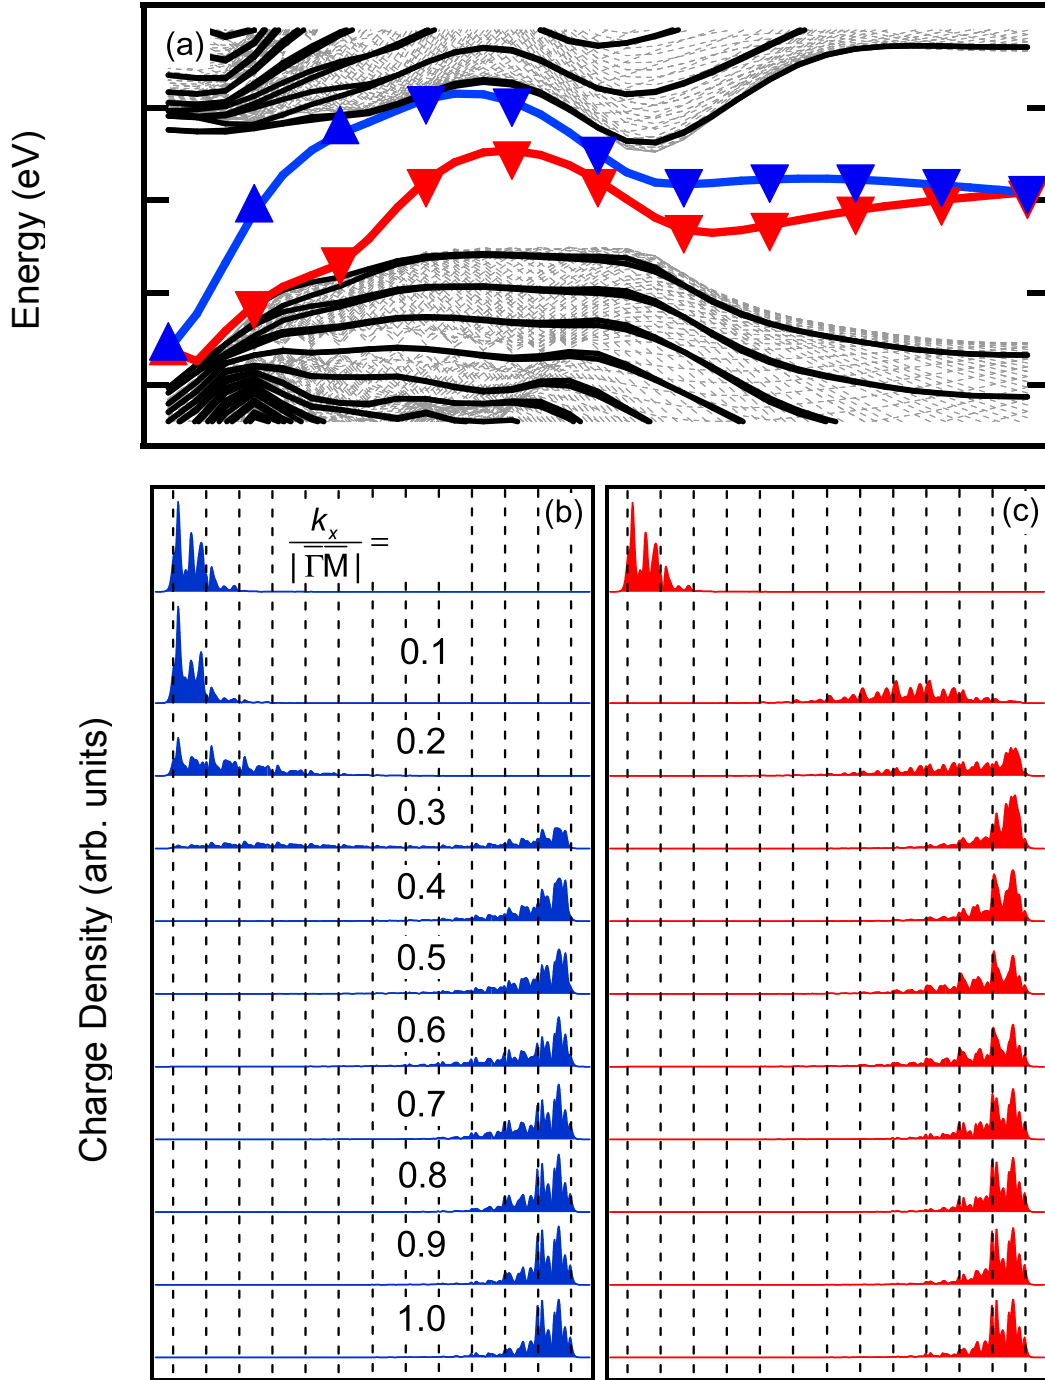 (a)
Energy (eV)
(b)
(c)
k_x
|Γ̅M̅| =
0.1
0.2
0.3
0.4
0.5
0.6
0.7
0.8
0.9
1.0
Charge Density (arb. units)